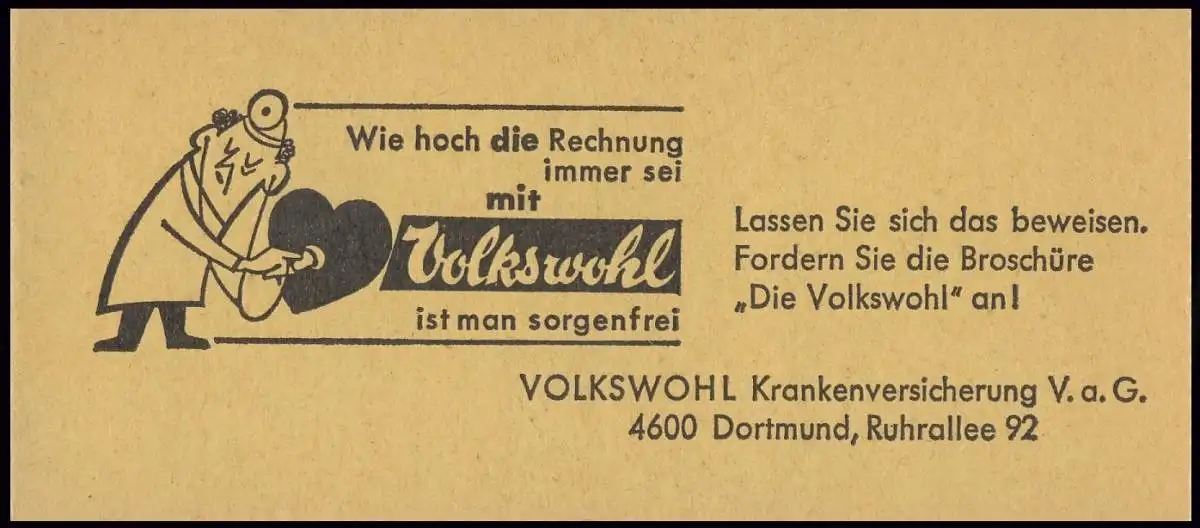 Wie hoch die Rechnung
immer sei
mit
Volkswohl
ist man sorgenfrei
Lassen Sie sich das beweisen.
Fordern Sie die Broschüre
„Die Volkswohl" an!
VOLKSWOHL Krankenversicherung V. a. G.
4600 Dortmund, Ruhrallee 92